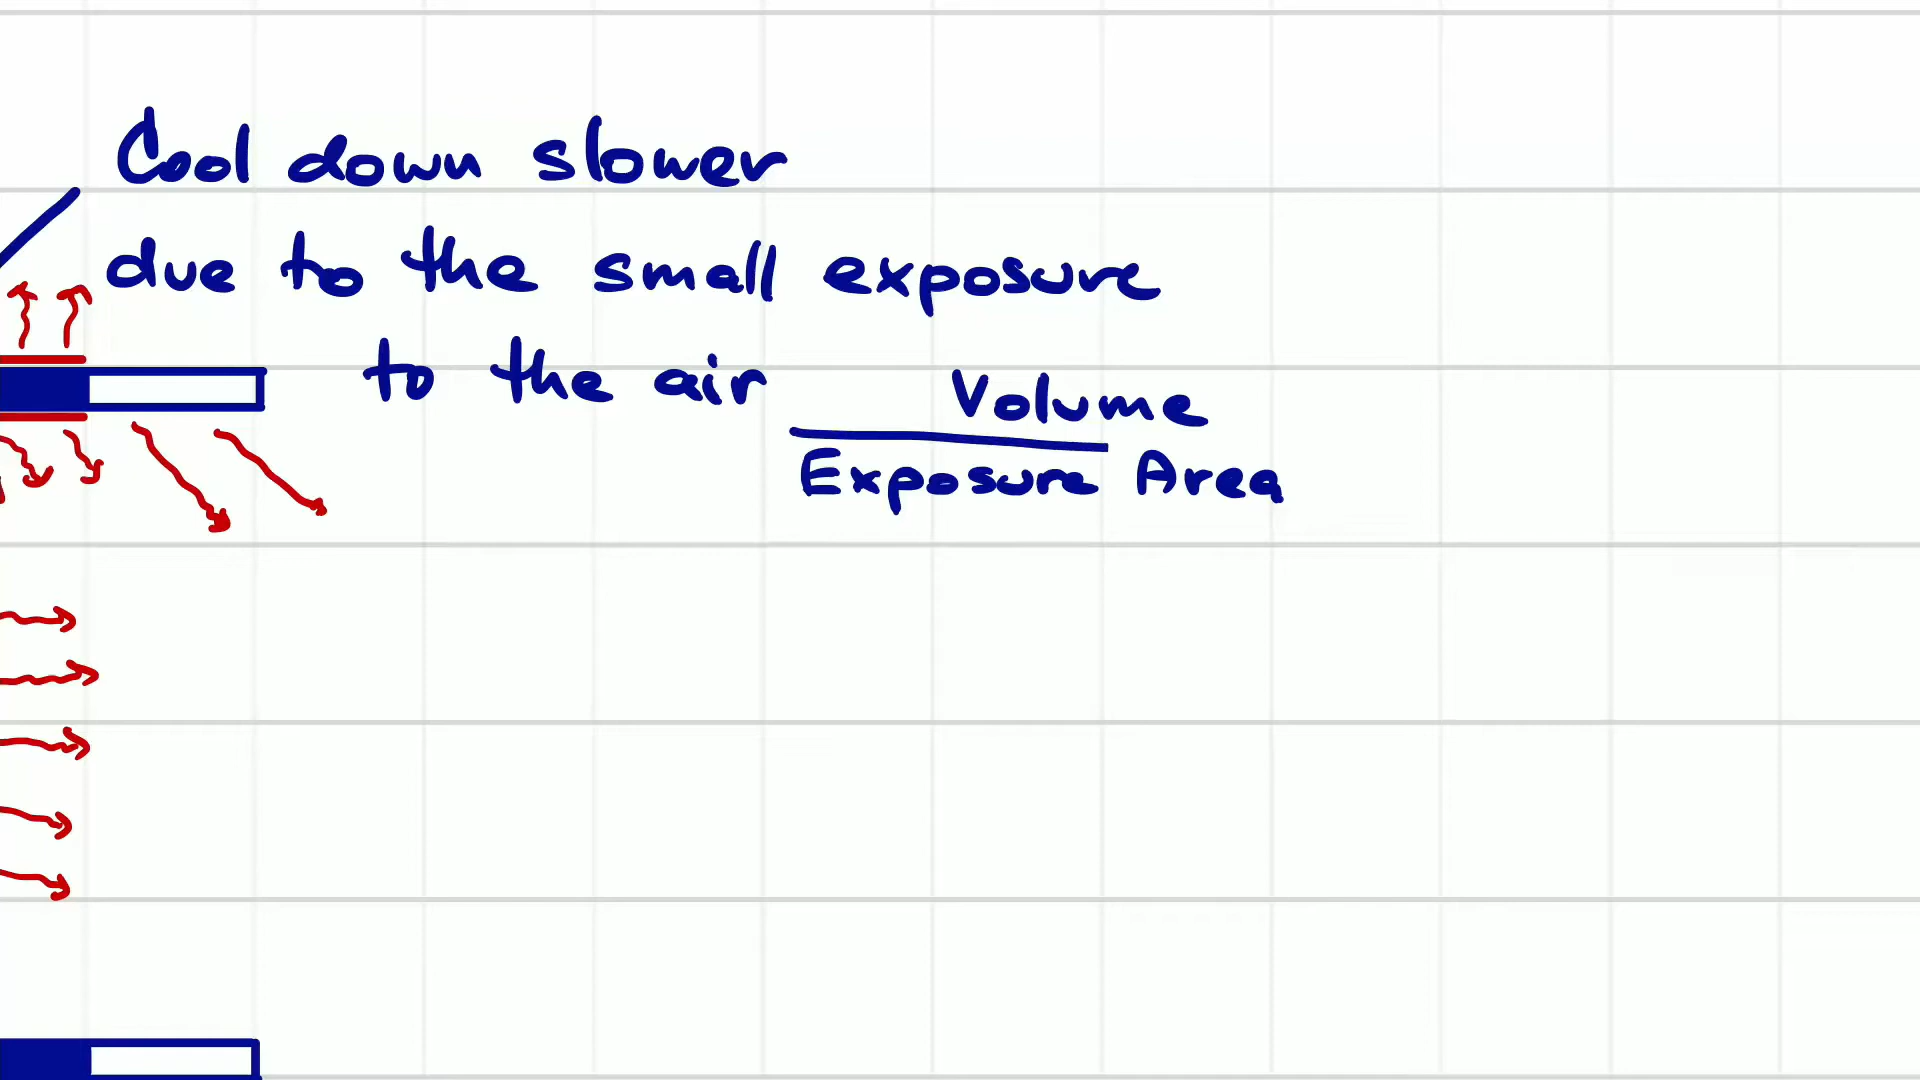 Cool down slower
due to the small exposure
to the air
Volume
Exposure Area